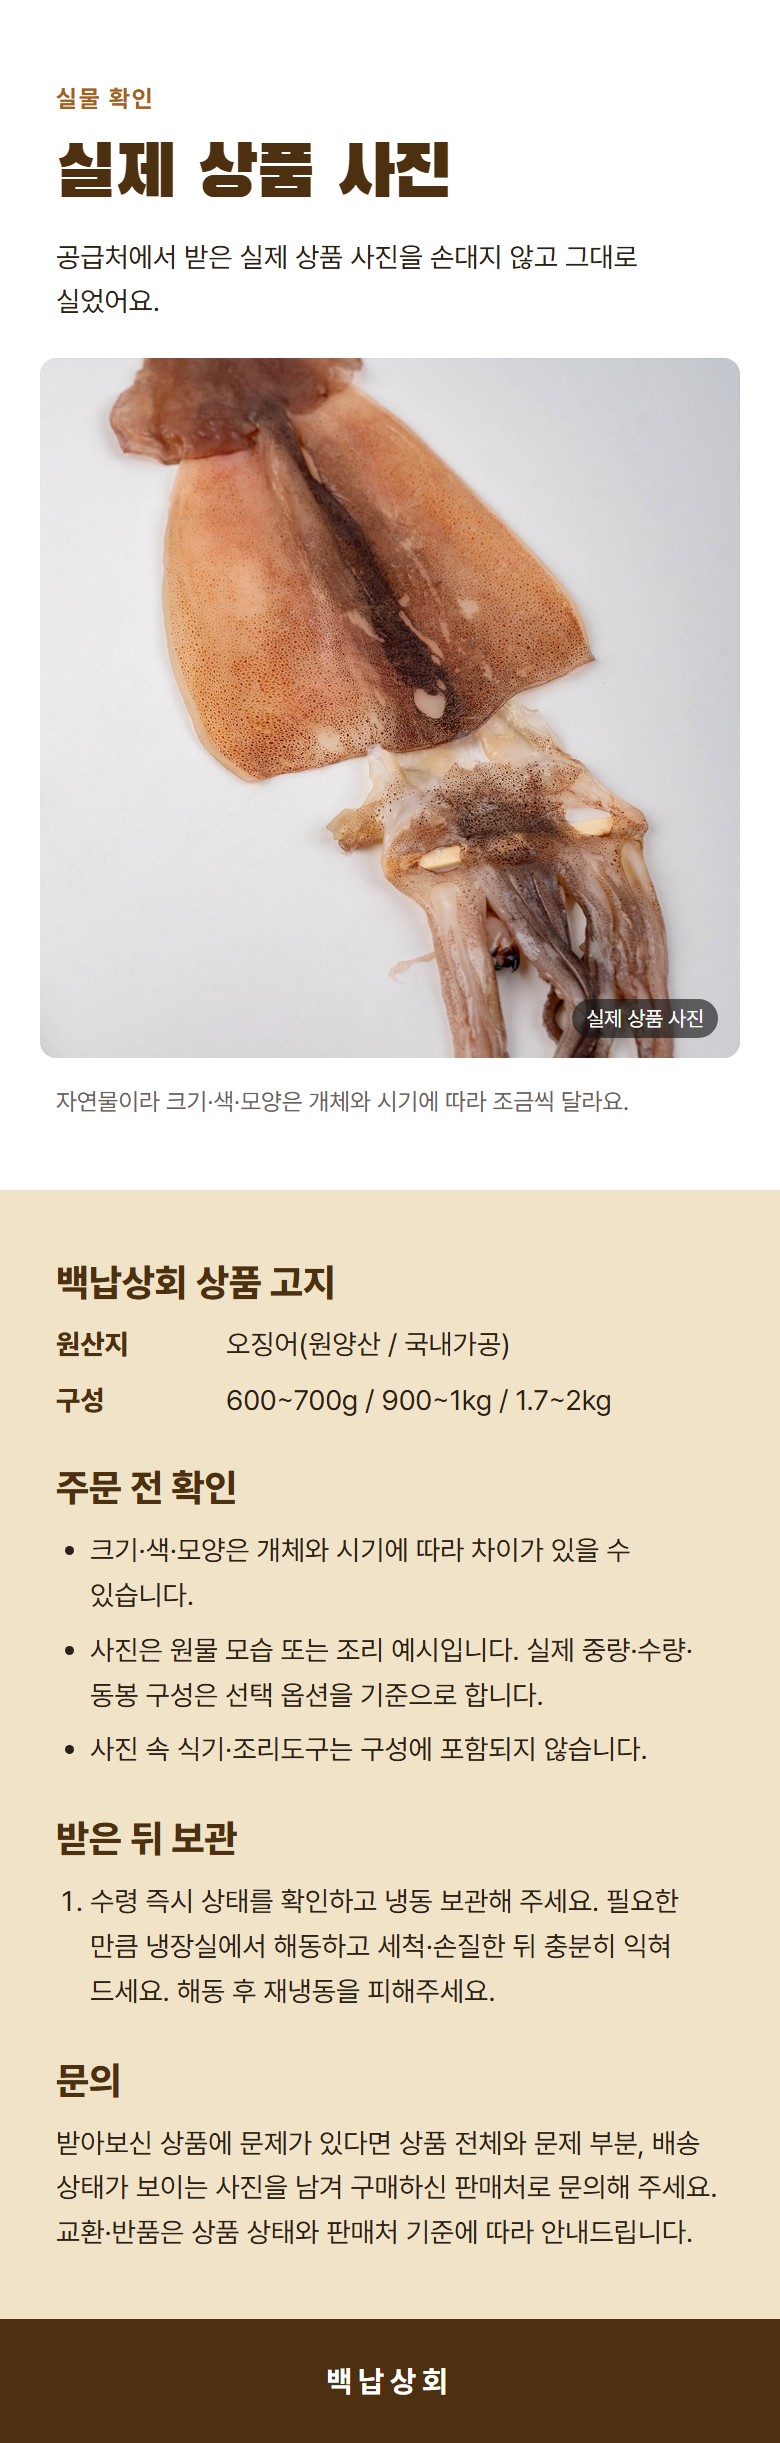 실물 확인
실제 상품 사진
공급처에서 받은 실제 상품 사진을 손대지 않고 그대로
실었어요.
실제 상품 사진
자연물이라 크기·색·모양은 개체와 시기에 따라 조금씩 달라요.
백납상회 상품 고지
원산지 오징어(원양산 / 국내가공)
구성 600~700g / 900~1kg / 1.7~2kg
주문 전 확인
• 크기·색·모양은 개체와 시기에 따라 차이가 있을 수
있습니다.
• 사진은 원물 모습 또는 조리 예시입니다. 실제 중량·수량·
동봉 구성은 선택 옵션을 기준으로 합니다.
• 사진 속 식기·조리도구는 구성에 포함되지 않습니다.
받은 뒤 보관
1. 수령 즉시 상태를 확인하고 냉동 보관해 주세요. 필요한
만큼 냉장실에서 해동하고 세척·손질한 뒤 충분히 익혀
드세요. 해동 후 재냉동을 피해주세요.
문의
받아보신 상품에 문제가 있다면 상품 전체와 문제 부분, 배송
상태가 보이는 사진을 남겨 구매하신 판매처로 문의해 주세요.
교환·반품은 상품 상태와 판매처 기준에 따라 안내드립니다.
백납상회